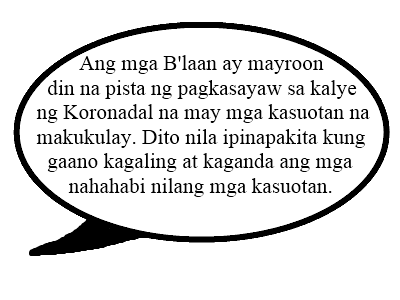 Ang mga B'laan ay mayroon
din na pista ng pagkasayaw sa kalye
ng Koronadal na may mga kasuotan na
makukulay. Dito nila ipinapakita kung
gaano kagaling at kaganda ang mga
nahahabi nilang mga kasuotan.